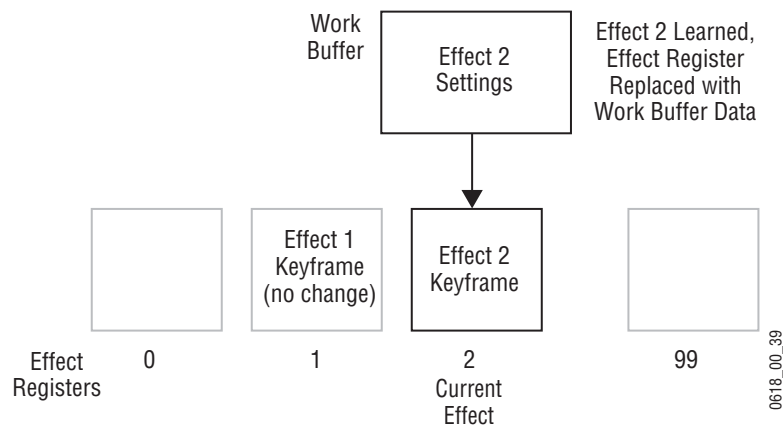 Work
Buffer
Effect 2
Settings
Effect 2 Learned,
Effect Register
Replaced with
Work Buffer Data
Effect 1
Keyframe
(no change)
Effect 2
Keyframe
Effect
Registers
0
1
2
99
Current
Effect
0618_00_39